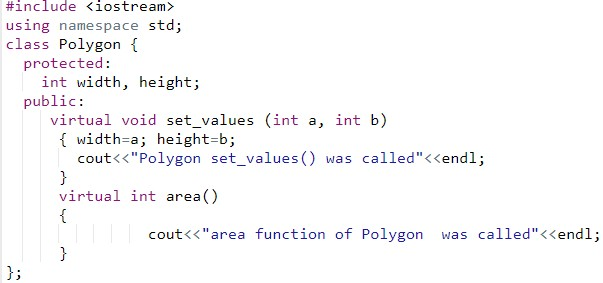 #include <iostream>
using namespace std;
class Polygon {
  protected:
    int width, height;
  public:
     virtual void set_values (int a, int b)
      { width=a; height=b;
        cout<<"Polygon set_values() was called"<<endl;
      }
      virtual int area()
      {
                cout<<"area function of Polygon  was called"<<endl;
      }
};